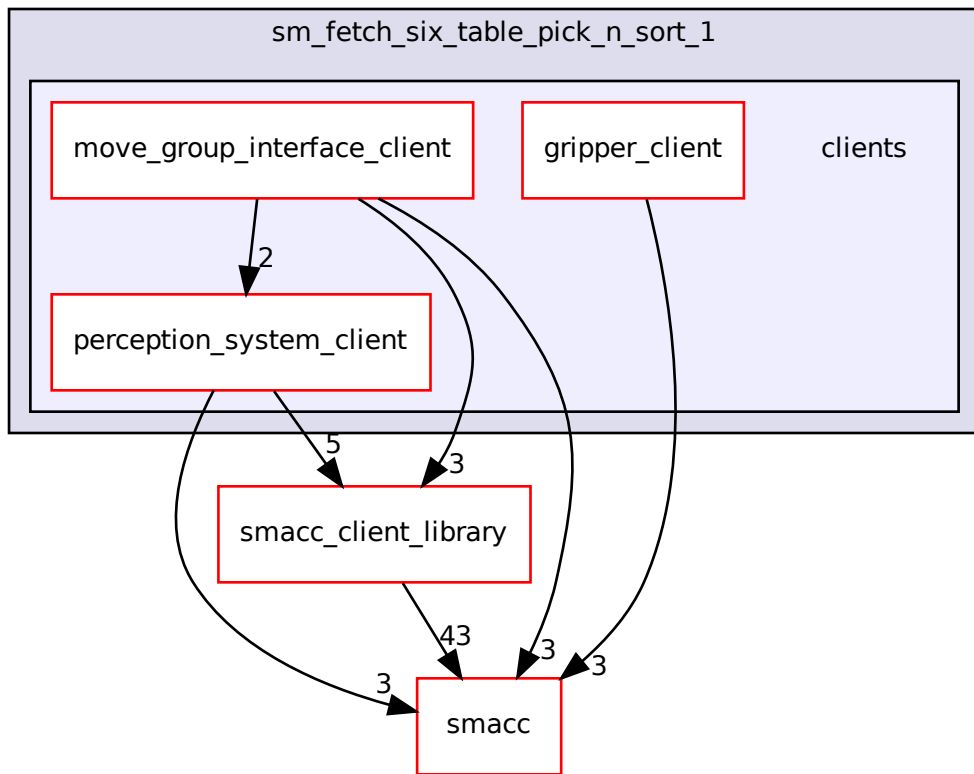 sm_fetch_six_table_pick_n_sort_1
move_group_interface_client
gripper_client
clients
2
perception_system_client
5
3
smacc_client_library
43
3
3
3
smacc